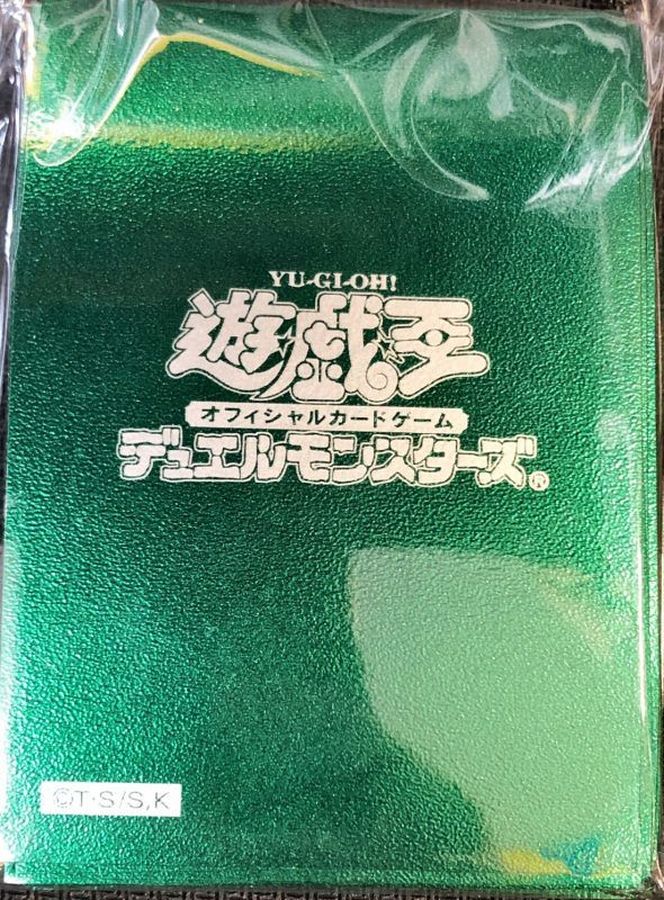 YU-GI-OH!
遊☆戯☆王
オフィシャルカードゲーム
デュエルモンスターズ®
©T・S/S,K